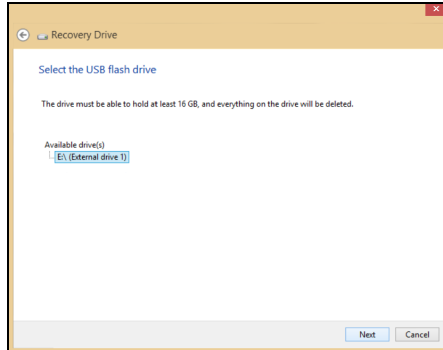 Recovery Drive
Select the USB flash drive
The drive must be able to hold at least 16 GB, and everything on the drive will be deleted.
Available drive(s)
E:\ (External drive 1)
Next Cancel